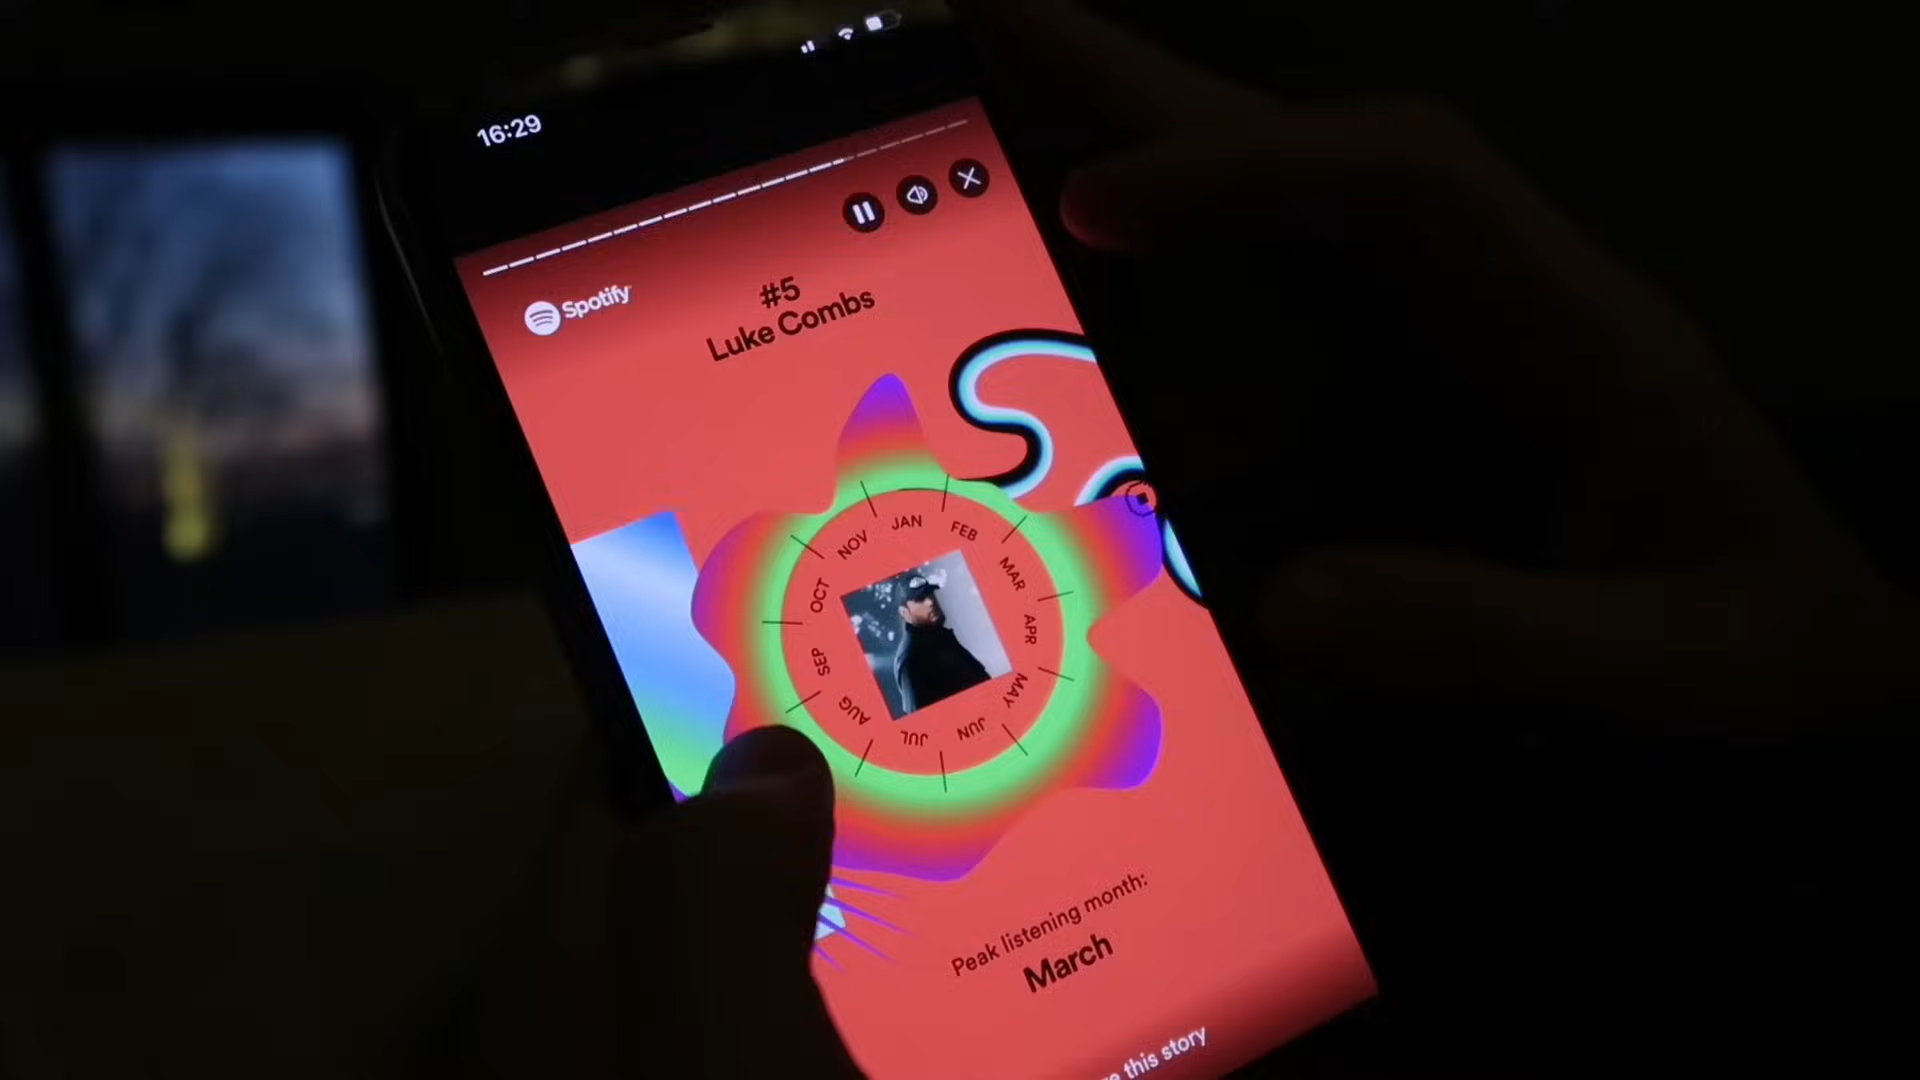 16:29
Spotify
#5
Luke Combs
JAN
FEB
MAR
APR
MAY
JUN
JUL
AUG
SEP
OCT
NOV
Peak listening month:
March
this story